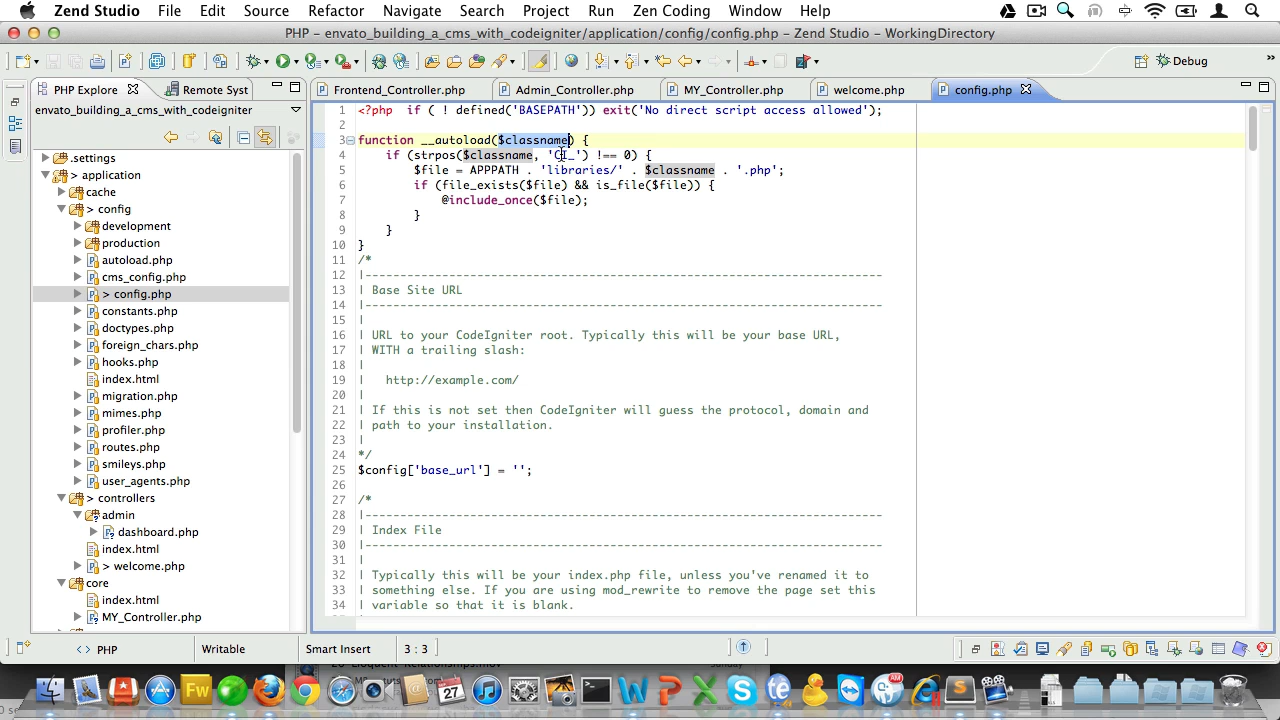 Zend Studio File Edit Source Refactor Navigate Search Project Run Zen Coding Window Help
PHP - envato_building_a_cms_with_codeigniter/application/config/config.php - Zend Studio - WorkingDirectory
Debug
PHP Explore
Remote Syst
Frontend_Controller.php
Admin_Controller.php
MY_Controller.php
welcome.php
config.php
envato_building_a_cms_with_codeigniter
.settings
> application
cache
> config
development
production
autoload.php
cms_config.php
> config.php
constants.php
doctypes.php
foreign_chars.php
hooks.php
index.html
migration.php
mimes.php
profiler.php
routes.php
smileys.php
user_agents.php
> controllers
admin
dashboard.php
index.html
> welcome.php
core
index.html
MY_Controller.php
1 <?php if ( ! defined('BASEPATH')) exit('No direct script access allowed');
2
3 function __autoload($classname) {
4 if (strpos($classname, 'CI_') !== 0) {
5 $file = APPPATH . 'libraries/' . $classname . '.php';
6 if (file_exists($file) && is_file($file)) {
7 @include_once($file);
8 }
9 }
10 }
11 /*
12 |--------------------------------------------------------------------------
13 | Base Site URL
14 |--------------------------------------------------------------------------
15 |
16 | URL to your CodeIgniter root. Typically this will be your base URL,
17 | WITH a trailing slash:
18 |
19 | http://example.com/
20 |
21 | If this is not set then CodeIgniter will guess the protocol, domain and
22 | path to your installation.
23 |
24 */
25 $config['base_url'] = '';
26
27 /*
28 |--------------------------------------------------------------------------
29 | Index File
30 |--------------------------------------------------------------------------
31 |
32 | Typically this will be your index.php file, unless you've renamed it to
33 | something else. If you are using mod_rewrite to remove the page set this
34 | variable so that it is blank.
<> PHP
Writable
Smart Insert
3 : 3